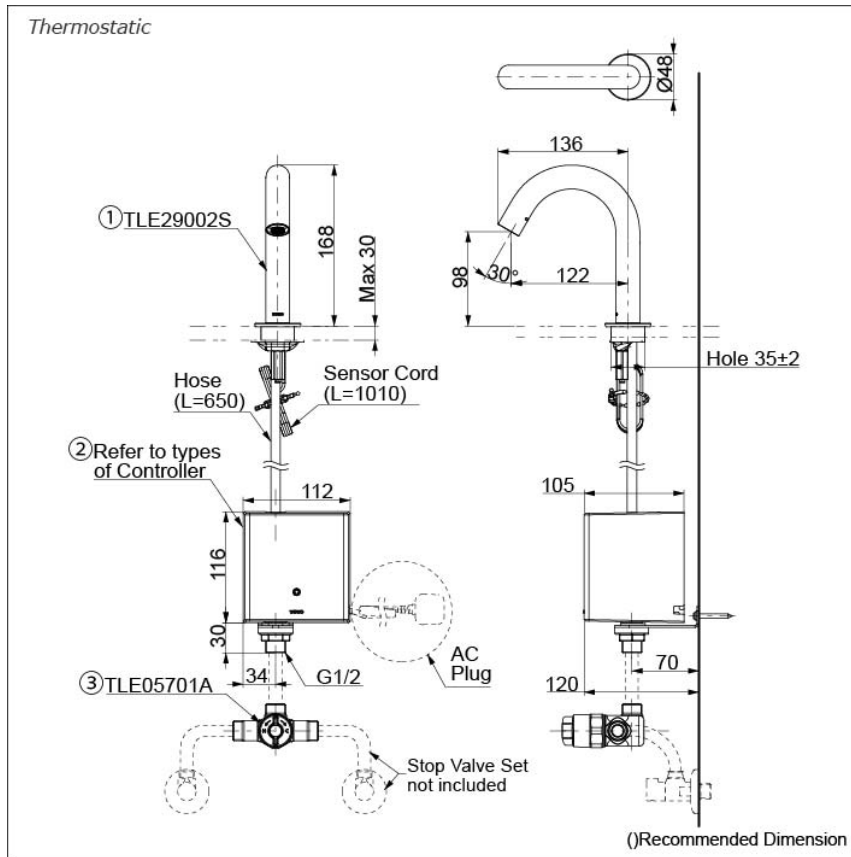 Thermostatic
Ø48
136
①TLE29002S
168
Max 30
98
30°
122
Hole 35±2
Hose
(L=650)
Sensor Cord
(L=1010)
②Refer to types
of Controller
112
105
116
30
34
G1/2
AC
Plug
70
120
③TLE05701A
H
C
Stop Valve Set
not included
()Recommended Dimension